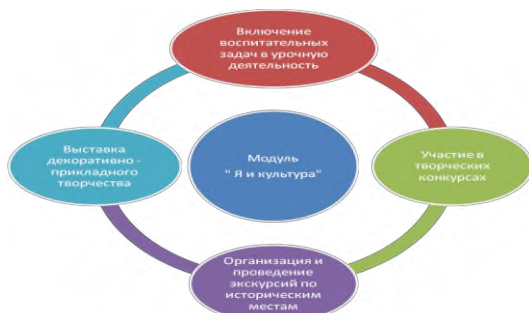 Включение
воспитательных
задач в урочную
деятельность
Выставка
декоративно -
прикладного
творчества
Модуль
" Я и культура"
Участие в
творческих
конкурсах
Организация и
проведение
экскурсий по
историческим
местам